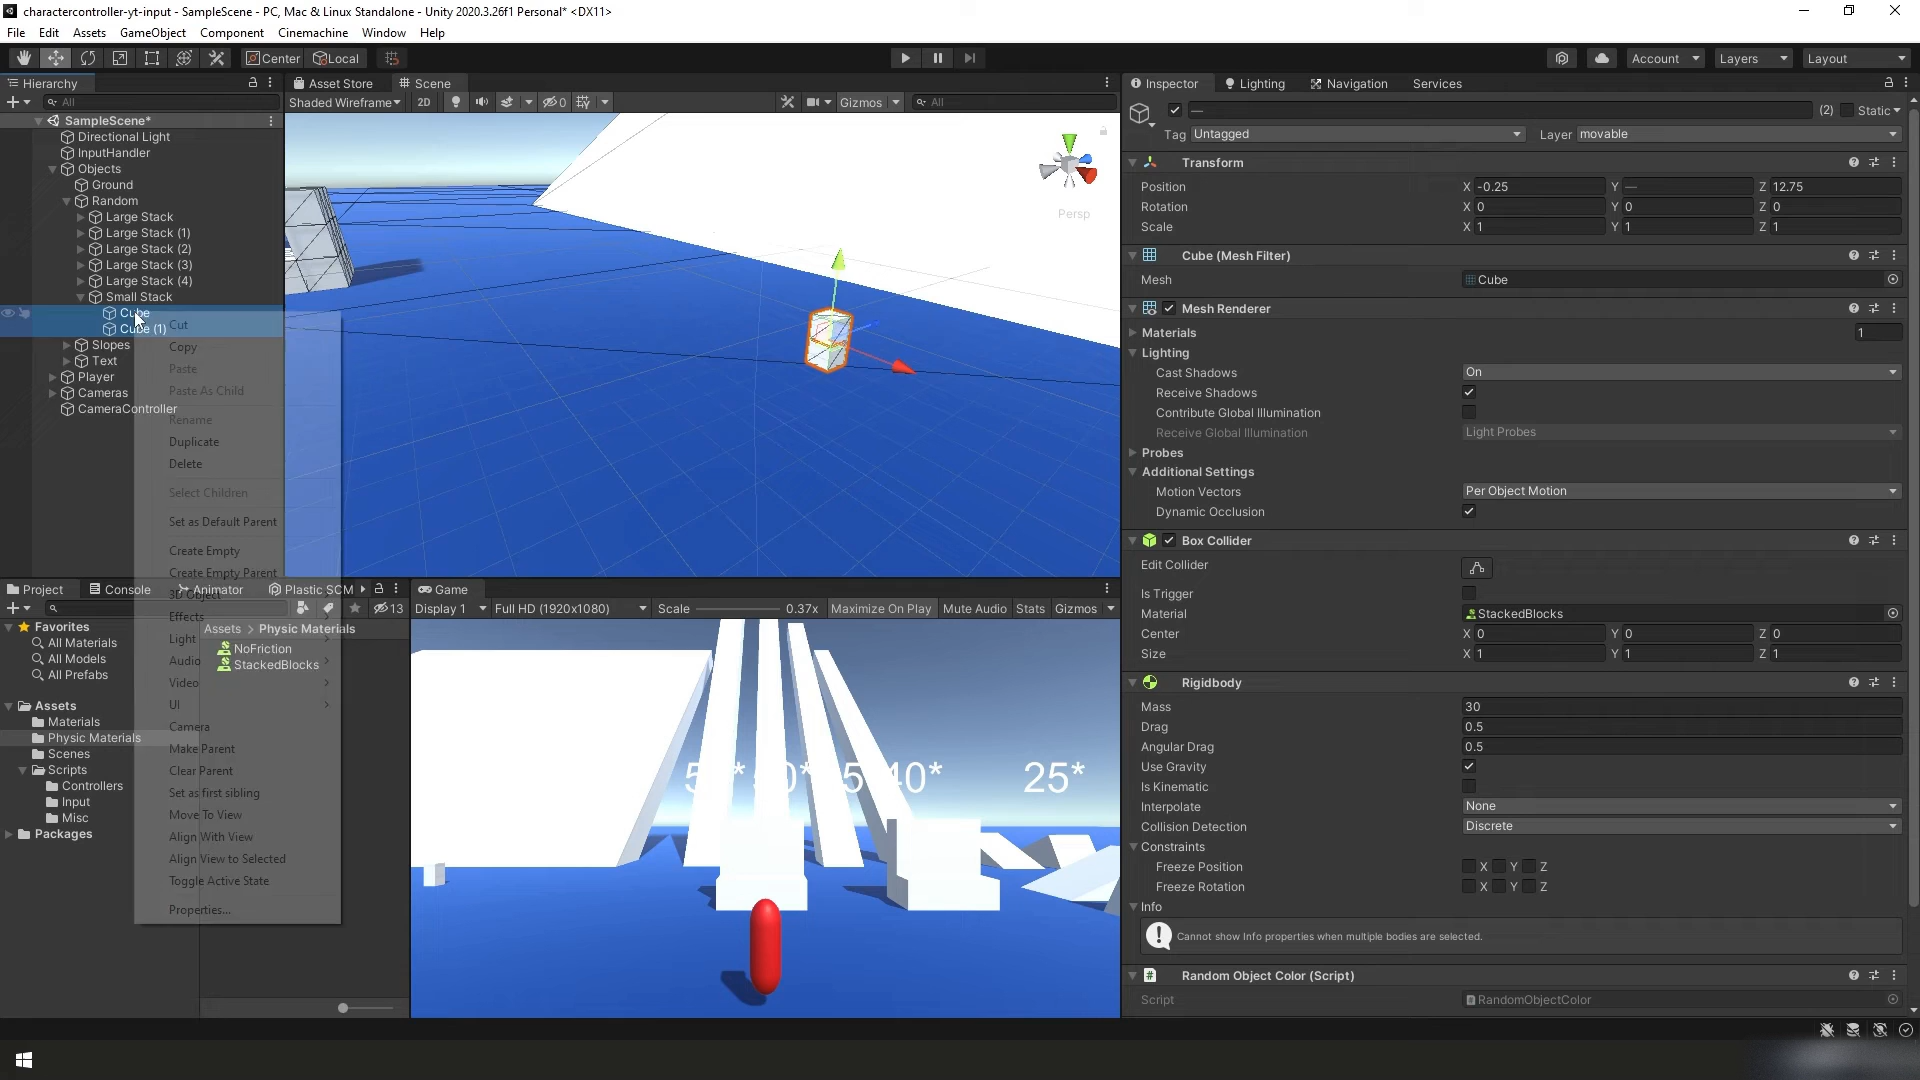 charactercontroller-yt-input - SampleScene - PC, Mac & Linux Standalone - Unity 2020.3.26f1 Personal* <DX11>
File Edit Assets GameObject Component Cinemachine Window Help
Center Local Account Layers Layout
Hierarchy
All
SampleScene*
Directional Light
InputHandler
Objects
Ground
Random
Large Stack
Large Stack (1)
Large Stack (2)
Large Stack (3)
Large Stack (4)
Small Stack
Cube
Cube (1)
Slopes
Text
Player
Cameras
CameraController
Cut
Copy
Paste
Paste As Child
Rename
Duplicate
Delete
Select Children
Set as Default Parent
Create Empty
Create Empty Parent
3D Object
Effects
Light
Audio
Video
UI
Camera
Make Parent
Clear Parent
Set as first sibling
Move To View
Align With View
Align View to Selected
Toggle Active State
Properties...
Asset Store Scene
Shaded Wireframe 2D 0 Gizmos All
Persp
Project Console Animator Plastic SCM
13
Favorites
All Materials
All Models
All Prefabs
Assets
Materials
Physic Materials
Scenes
Scripts
Controllers
Input
Misc
Packages
Assets > Physic Materials
NoFriction
StackedBlocks
Game
Display 1 Full HD (1920x1080) Scale 0.37x Maximize On Play Mute Audio Stats Gizmos
40* 25*
Inspector Lighting Navigation Services
— (2) Static
Tag Untagged Layer movable
Transform
Position X -0.25 Y — Z 12.75
Rotation X 0 Y 0 Z 0
Scale X 1 Y 1 Z 1
Cube (Mesh Filter)
Mesh Cube
Mesh Renderer
Materials 1
Lighting
Cast Shadows On
Receive Shadows
Contribute Global Illumination
Receive Global Illumination Light Probes
Probes
Additional Settings
Motion Vectors Per Object Motion
Dynamic Occlusion
Box Collider
Edit Collider
Is Trigger
Material StackedBlocks
Center X 0 Y 0 Z 0
Size X 1 Y 1 Z 1
Rigidbody
Mass 30
Drag 0.5
Angular Drag 0.5
Use Gravity
Is Kinematic
Interpolate None
Collision Detection Discrete
Constraints
Freeze Position X Y Z
Freeze Rotation X Y Z
Info
Cannot show Info properties when multiple bodies are selected.
Random Object Color (Script)
Script RandomObjectColor